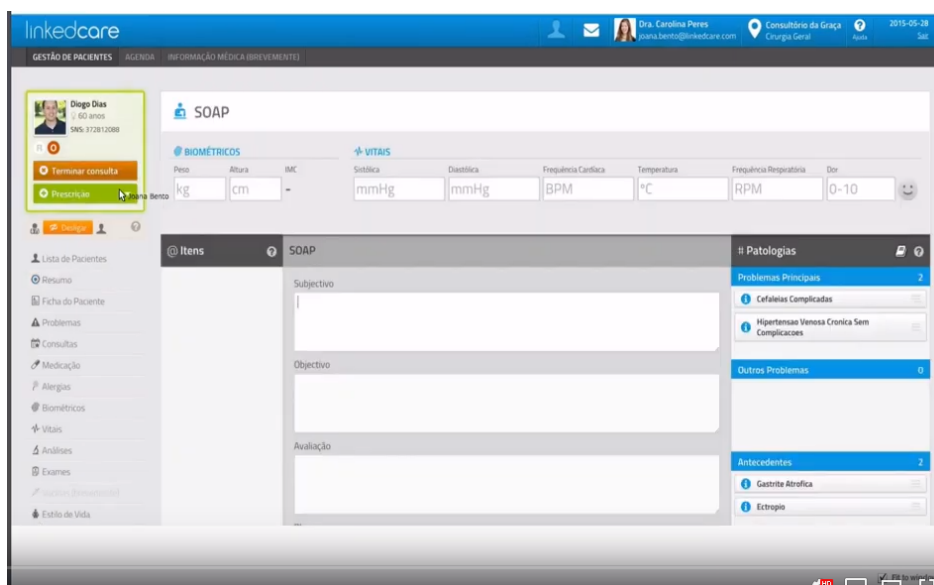 linkedcare
Dra. Carolina Peres
joana.bento@linkedcare.com
Consultório da Graça
Cirurgia Geral
?
Ajuda
2015-05-28
Sair
GESTÃO DE PACIENTES AGENDA INFORMAÇÃO MÉDICA (BREVEMENTE)
Diogo Dias
60 anos
SNS: 372812088
O
Terminar consulta
Prescrição
Joana Bento
Desligar
?
Lista de Pacientes
Resumo
Ficha do Paciente
Problemas
Consultas
Medicação
Alergias
Biométricos
Vitais
Análises
Exames
Estilo de Vida
SOAP
BIOMÉTRICOS
Peso Altura IMC
kg cm -
VITAIS
Sistólica Diastólica Frequência Cardíaca Temperatura Frequência Respiratória Dor
mmHg mmHg BPM °C RPM 0-10
@ Itens ?
SOAP
Subjectivo
Objectivo
Avaliação
# Patologias ?
Problemas Principais 2
Cefaleias Complicadas
Hipertensao Venosa Cronica Sem
Complicacoes
Outros Problemas 0
Antecedentes 2
Gastrite Atrofica
Ectropio
HD
Fit to window